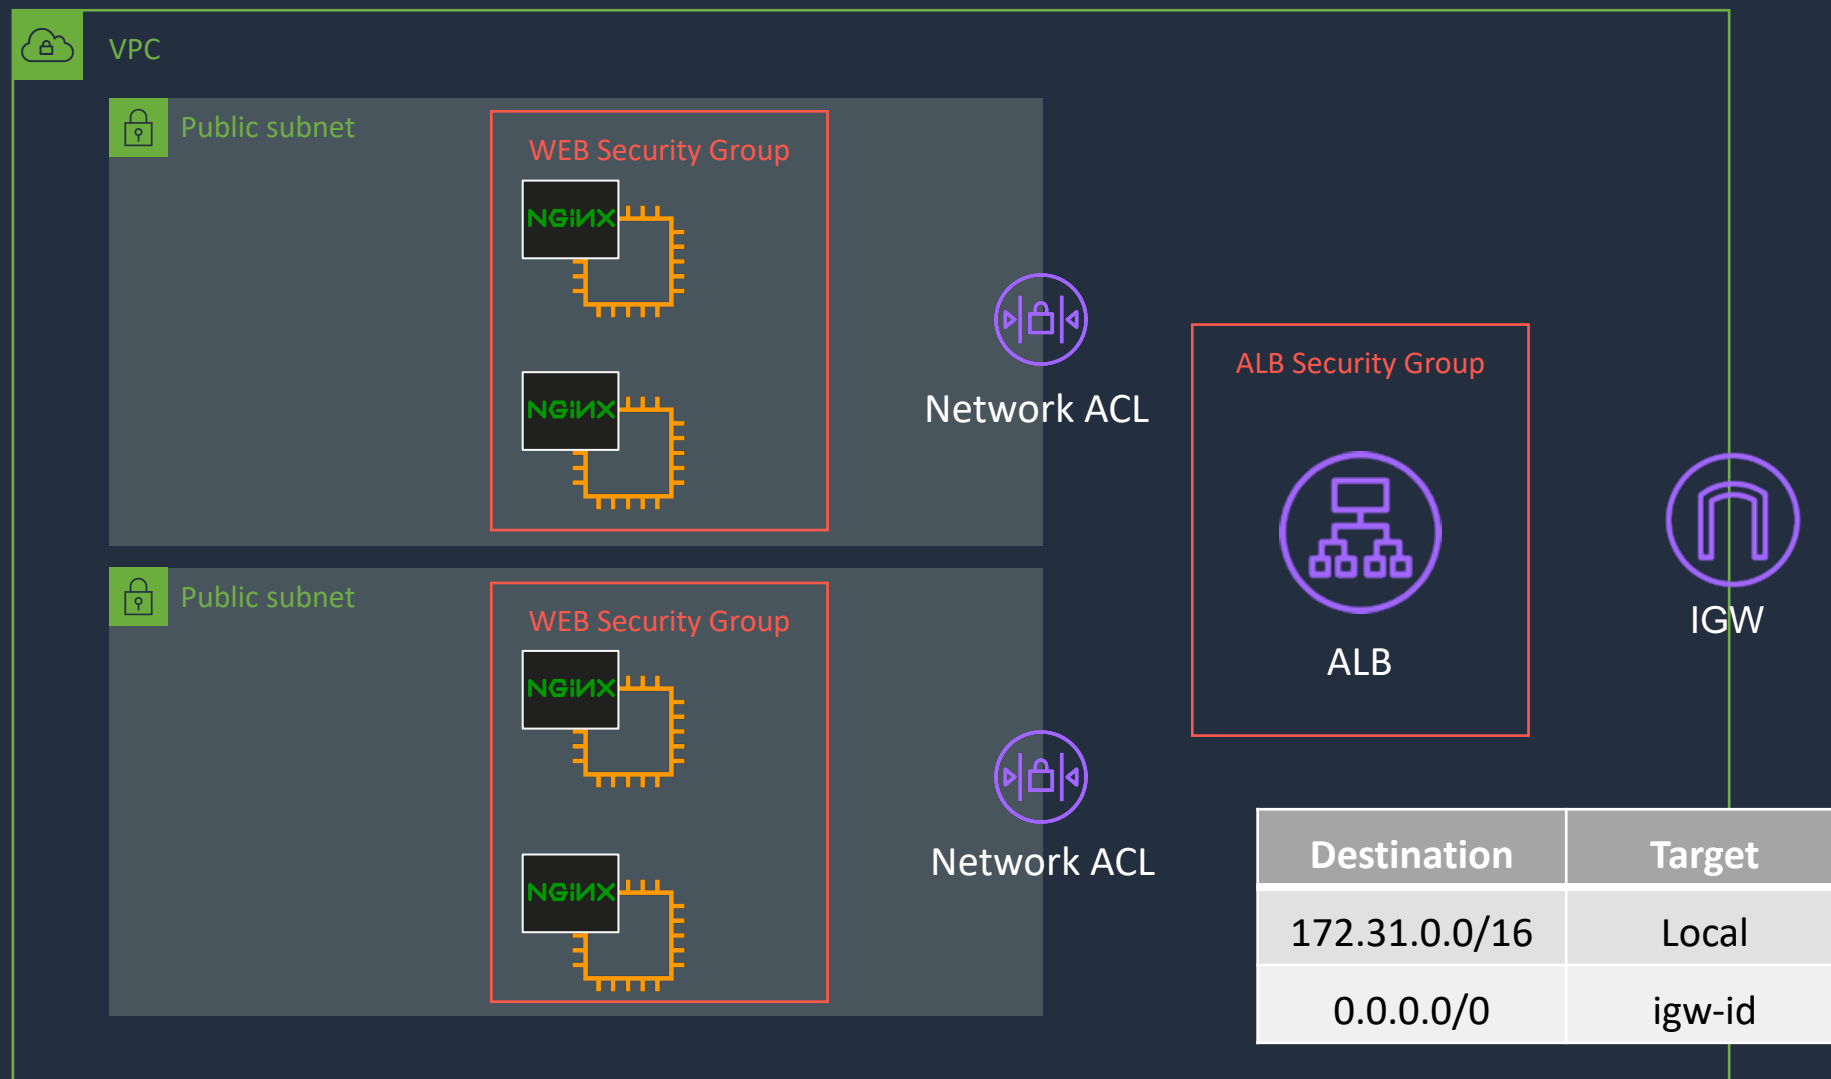 VPC
Public subnet
WEB Security Group
NGINX
NGINX
Network ACL
Public subnet
WEB Security Group
NGINX
NGINX
Network ACL
ALB Security Group
ALB
IGW
Destination Target
172.31.0.0/16 Local
0.0.0.0/0 igw-id